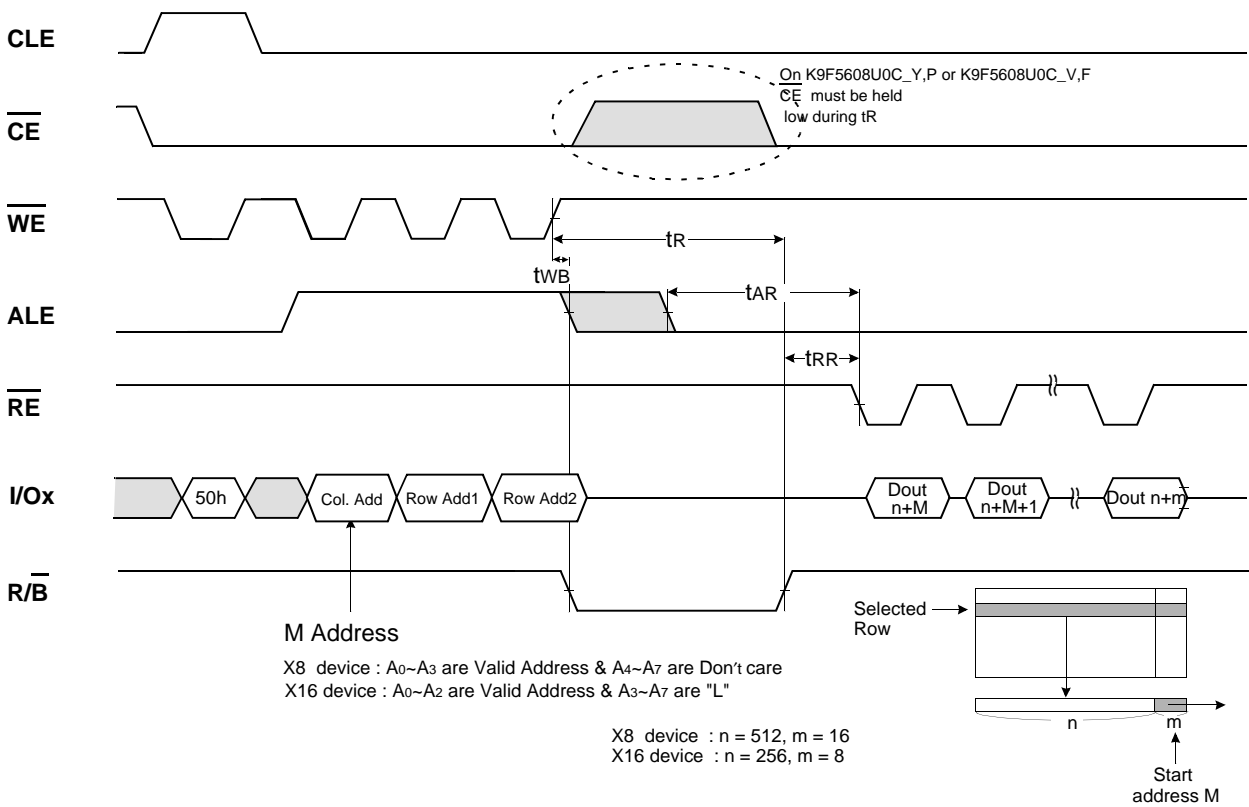 CLE
On K9F5608U0C_Y,P or K9F5608U0C_V,F
CE must be held
low during tR
CE
WE
tR
tWB
tAR
ALE
tRR
RE
I/Ox
50h
Col. Add
Row Add1
Row Add2
Dout
n+M
Dout
n+M+1
Dout n+m
R/B
Selected
Row
M Address
X8 device : A0~A3 are Valid Address & A4~A7 are Don't care
X16 device : A0~A2 are Valid Address & A3~A7 are "L"
n
m
X8 device : n = 512, m = 16
X16 device : n = 256, m = 8
Start
address M